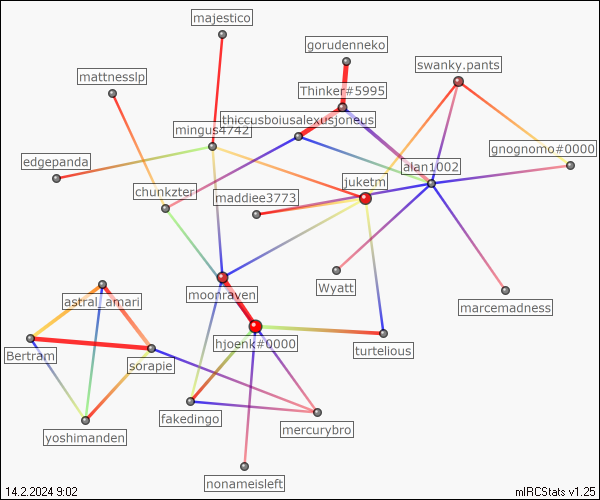 majestico
gorudenneko
swanky.pants
mattnesslp
Thinker#5995
thiccusboiusalexusjoneus
mingus4742
gnognomo#0000
edgepanda
alan1002
juketm
chunkzter
maddiee3773
Wyatt
moonraven
astral_amari
marcemadness
hjoenk#0000
turtelious
Bertram
sorapie
fakedingo
mercurybro
yoshimanden
nonameisleft
14.2.2024 9:02
mIRCStats v1.25